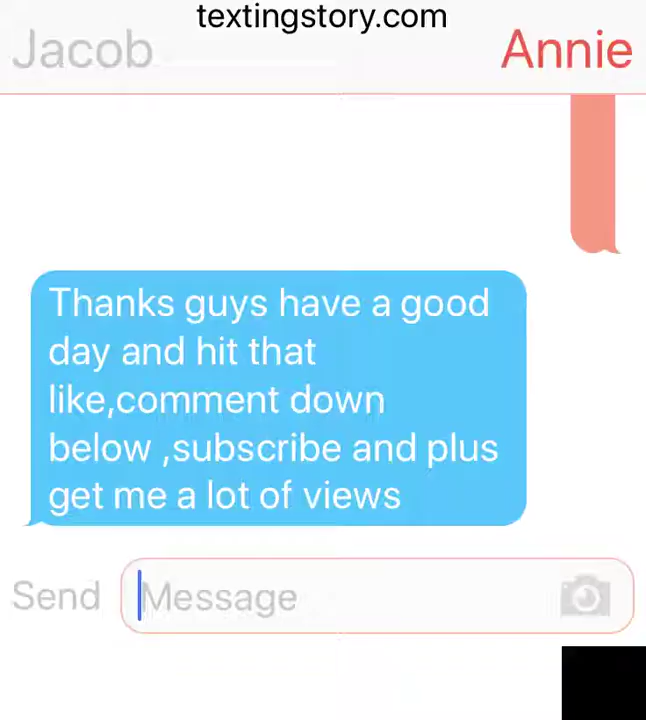 textingstory.com
Jacob
Annie
Thanks guys have a good
day and hit that
like,comment down
below ,subscribe and plus
get me a lot of views
Send
Message